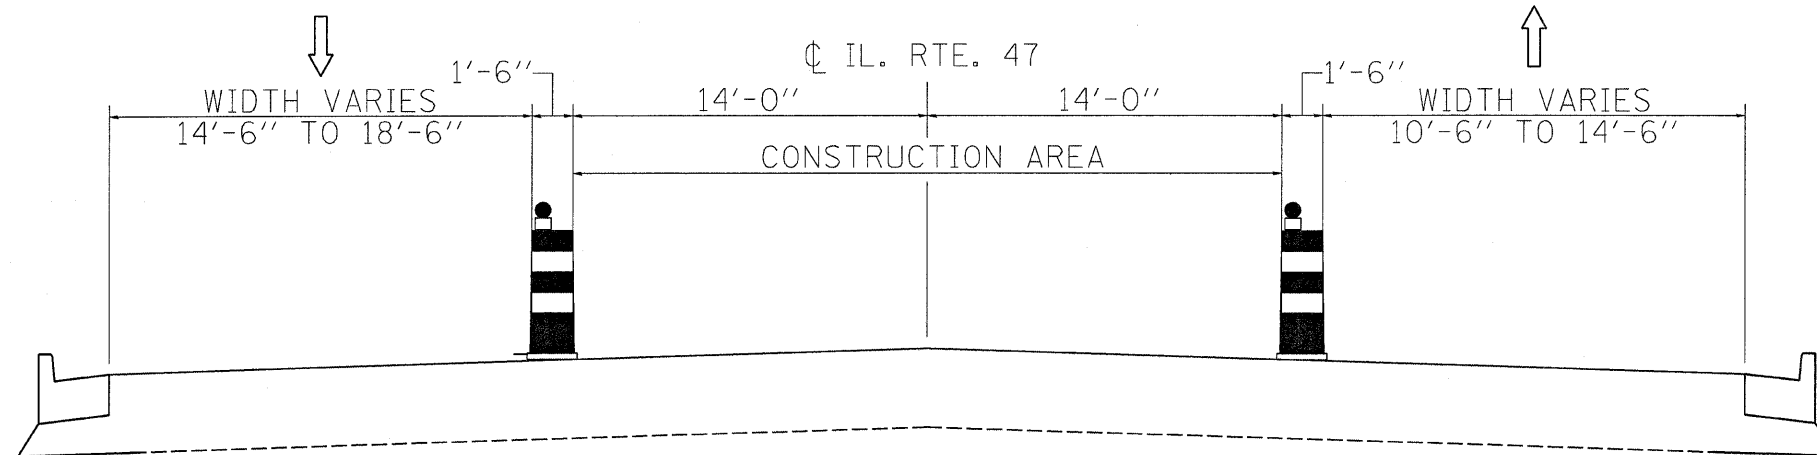 ℄ IL. RTE. 47
1'-6"
1'-6"
WIDTH VARIES
14'-0"
14'-0"
WIDTH VARIES
14'-6" TO 18'-6"
10'-6" TO 14'-6"
CONSTRUCTION AREA